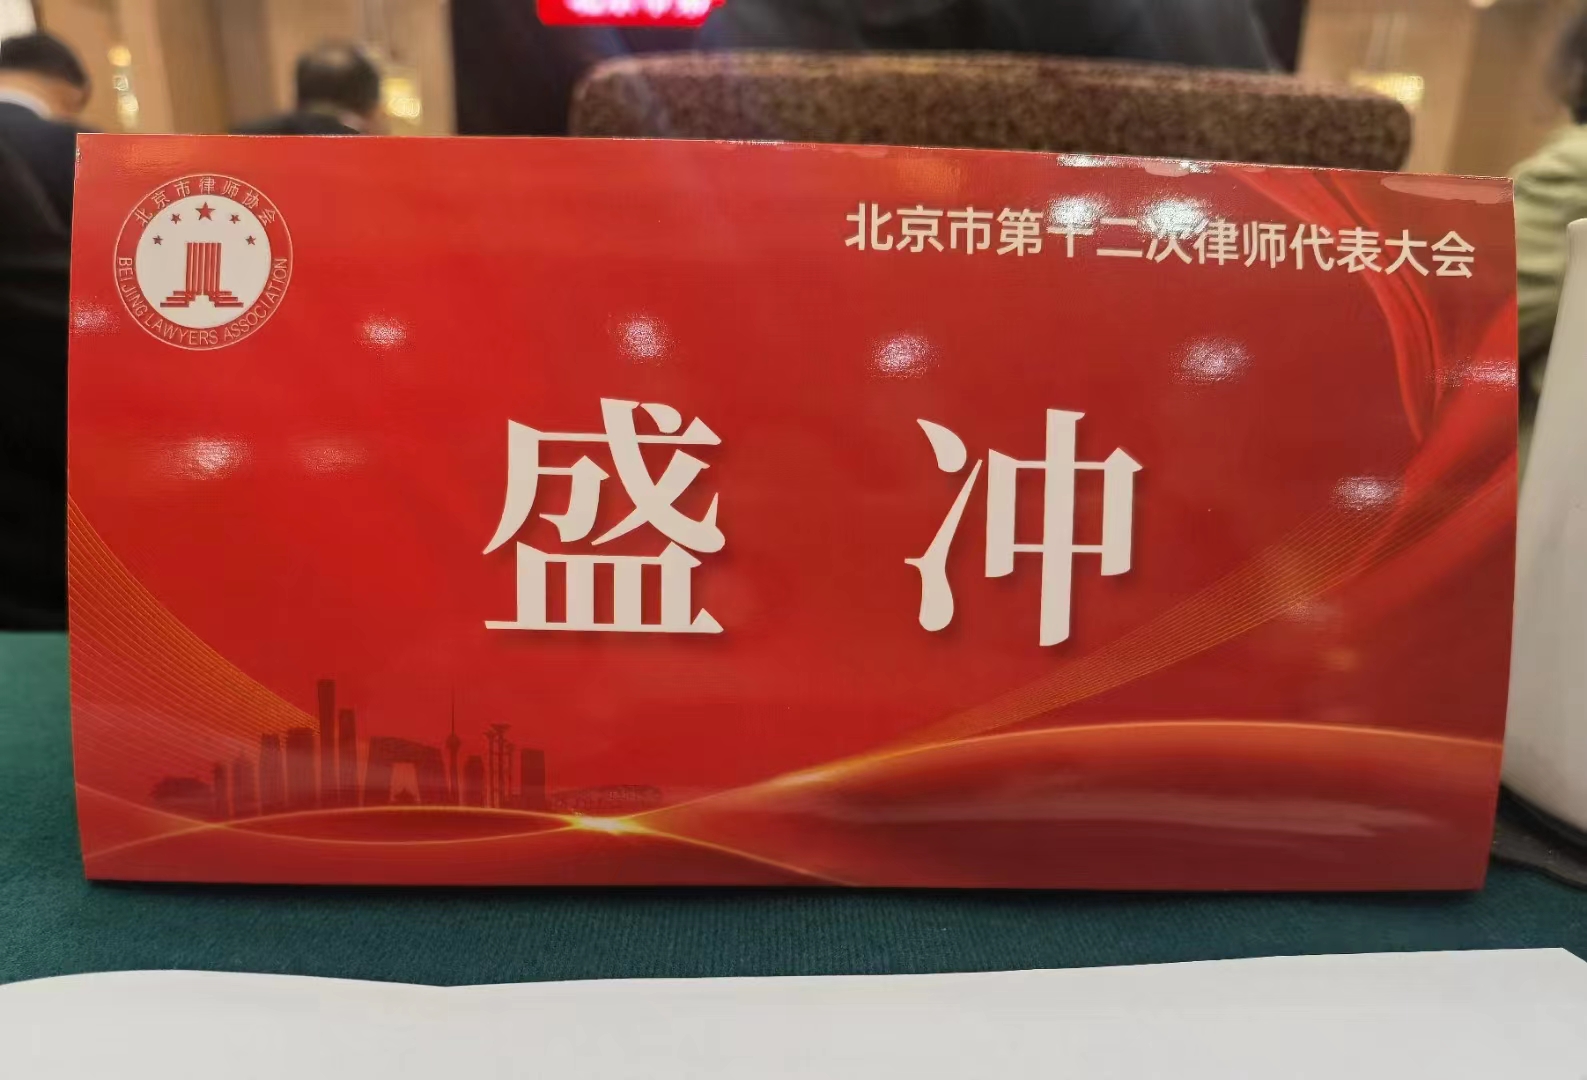 北京市律师协会
BEIJING LAWYERS ASSOCIATION
北京市第十二次律师代表大会
盛 冲